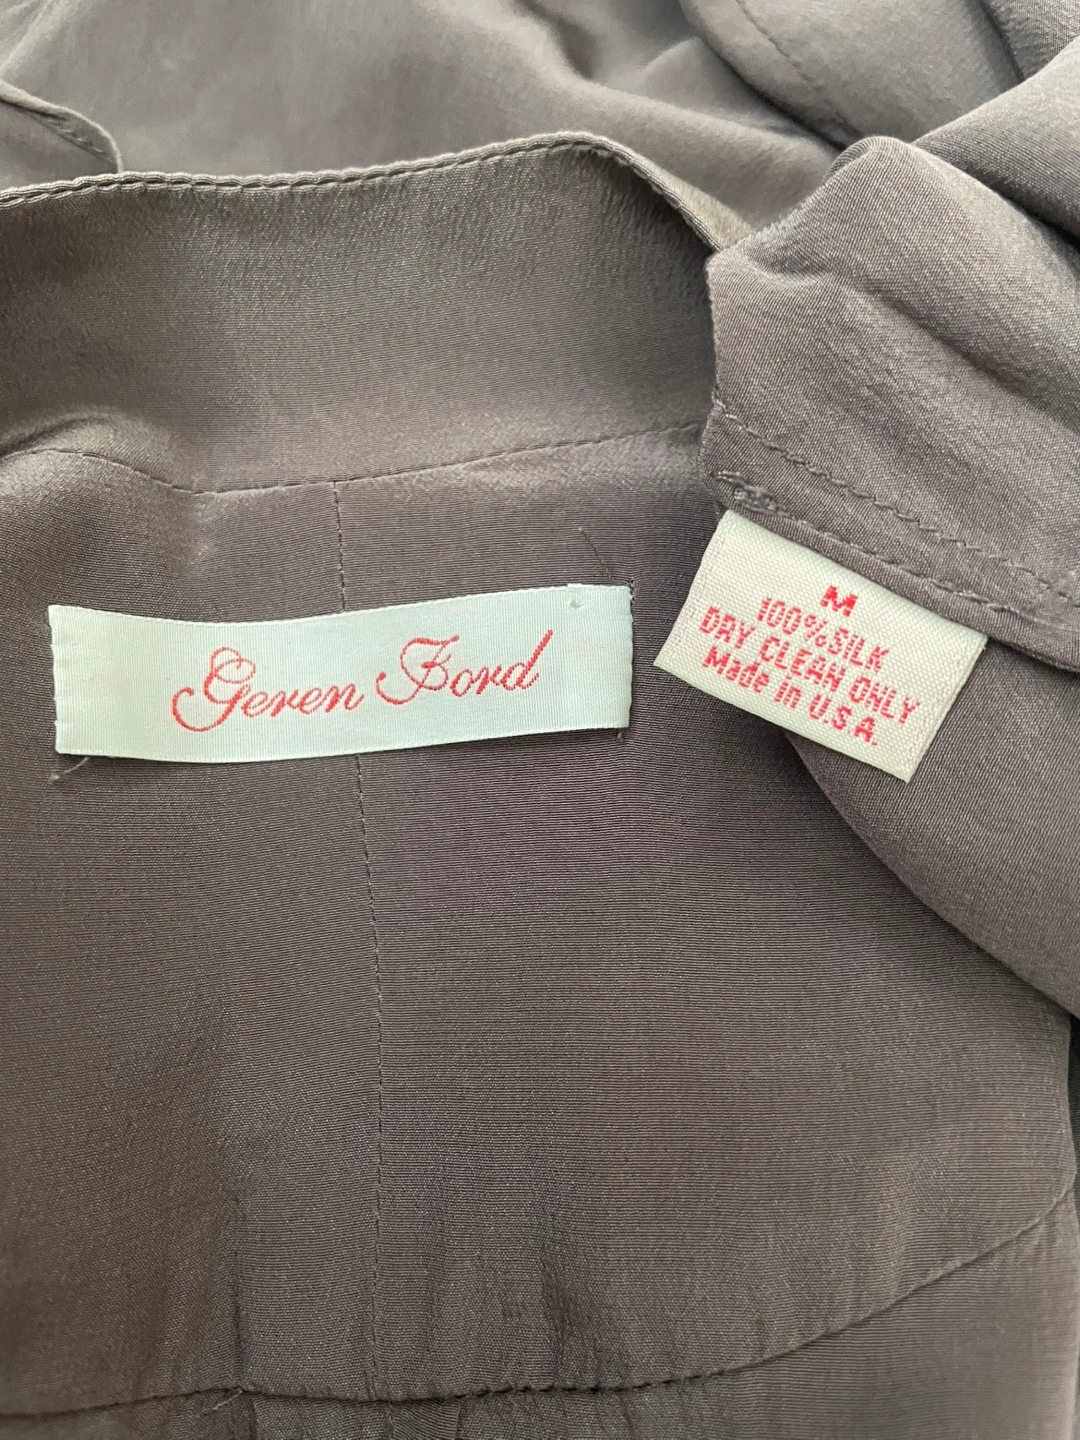 Geren Ford
M
100%SILK
DRY CLEAN ONLY
Made in U.S.A.